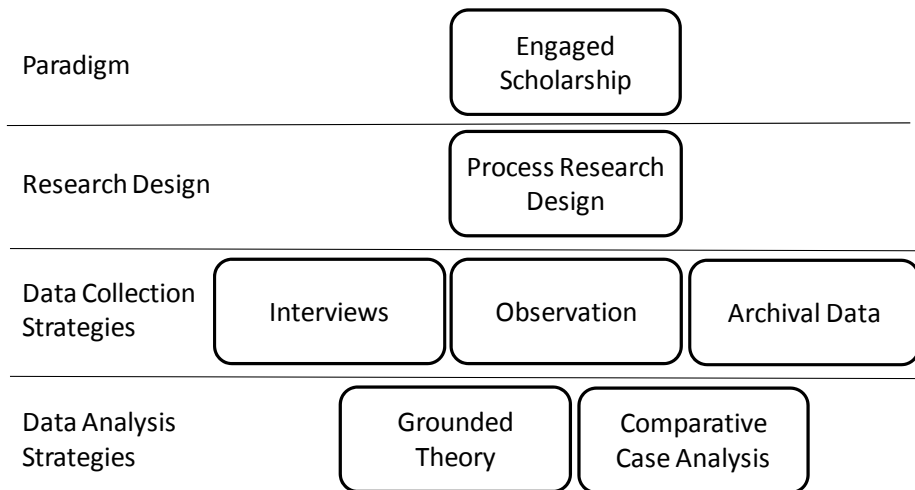 Paradigm
Engaged
Scholarship
Research Design
Process Research
Design
Data Collection
Strategies
Interviews
Observation
Archival Data
Data Analysis
Strategies
Grounded
Theory
Comparative
Case Analysis